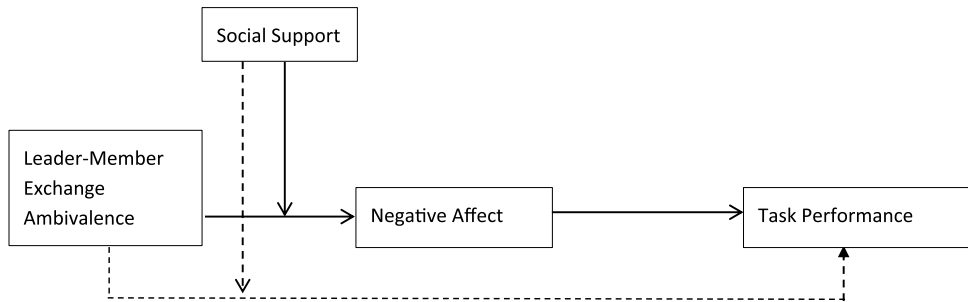 Social Support
Leader-Member
Exchange
Ambivalence
Negative Affect
Task Performance